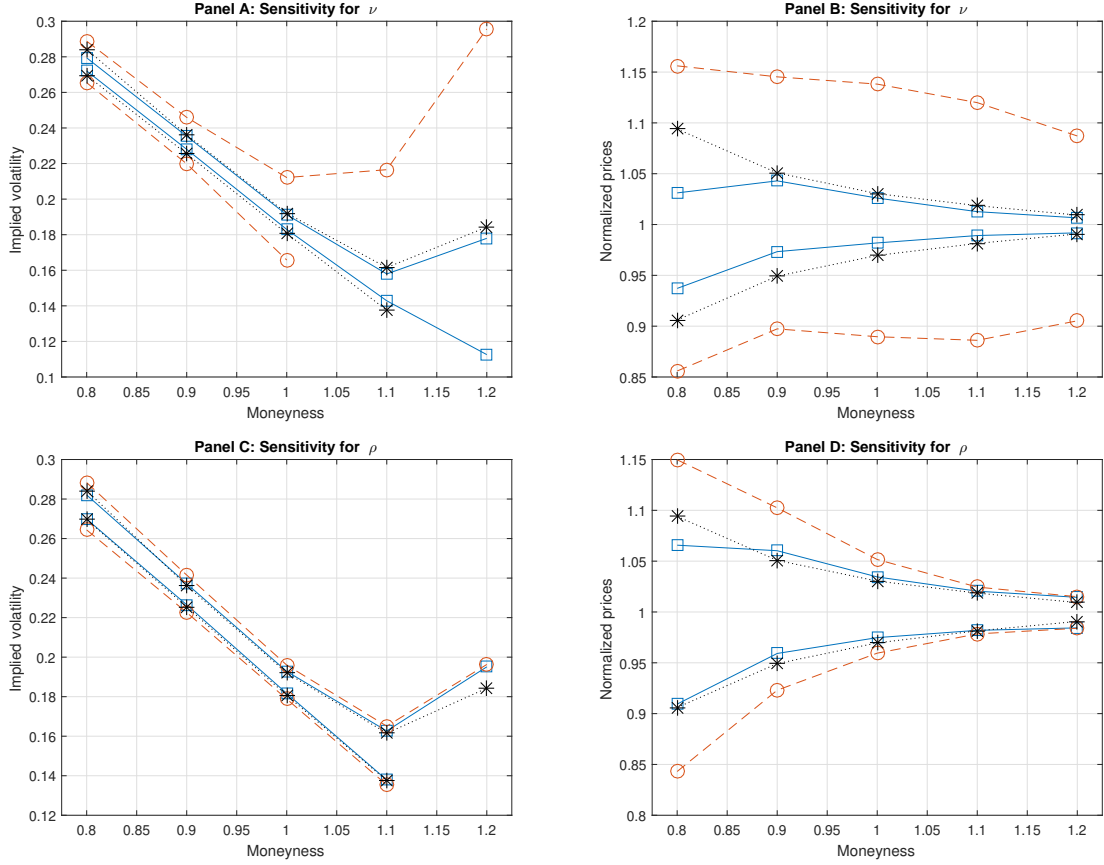 Panel A: Sensitivity for ν
0.3
0.28
0.26
0.24
0.22
0.2
0.18
0.16
0.14
0.12
0.1
Implied volatility
0.8 0.85 0.9 0.95 1 1.05 1.1 1.15 1.2
Moneyness
Panel B: Sensitivity for ν
1.2
1.15
1.1
1.05
1
0.95
0.9
0.85
Normalized prices
0.8 0.85 0.9 0.95 1 1.05 1.1 1.15 1.2
Moneyness
Panel C: Sensitivity for ρ
0.3
0.28
0.26
0.24
0.22
0.2
0.18
0.16
0.14
0.12
Implied volatility
0.8 0.85 0.9 0.95 1 1.05 1.1 1.15 1.2
Moneyness
Panel D: Sensitivity for ρ
1.15
1.1
1.05
1
0.95
0.9
0.85
0.8
Normalized prices
0.8 0.85 0.9 0.95 1 1.05 1.1 1.15 1.2
Moneyness